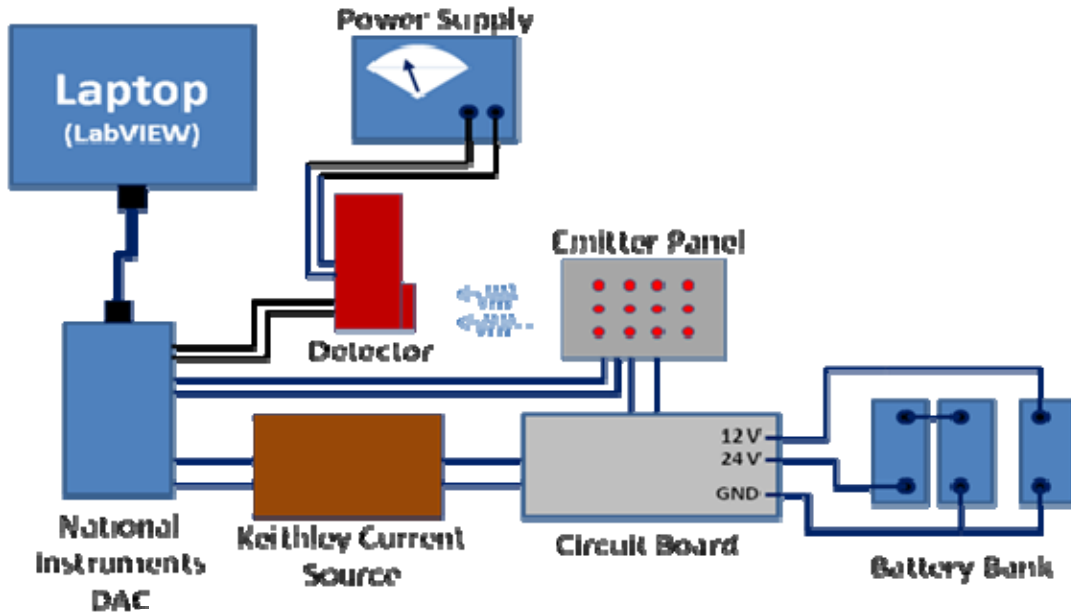 Power Supply
Laptop
(LabVIEW)
Emitter Panel
Detector
12 V
24 V
GND
National
Instruments
DAC
Keithley Current
Source
Circuit Board
Battery Bank